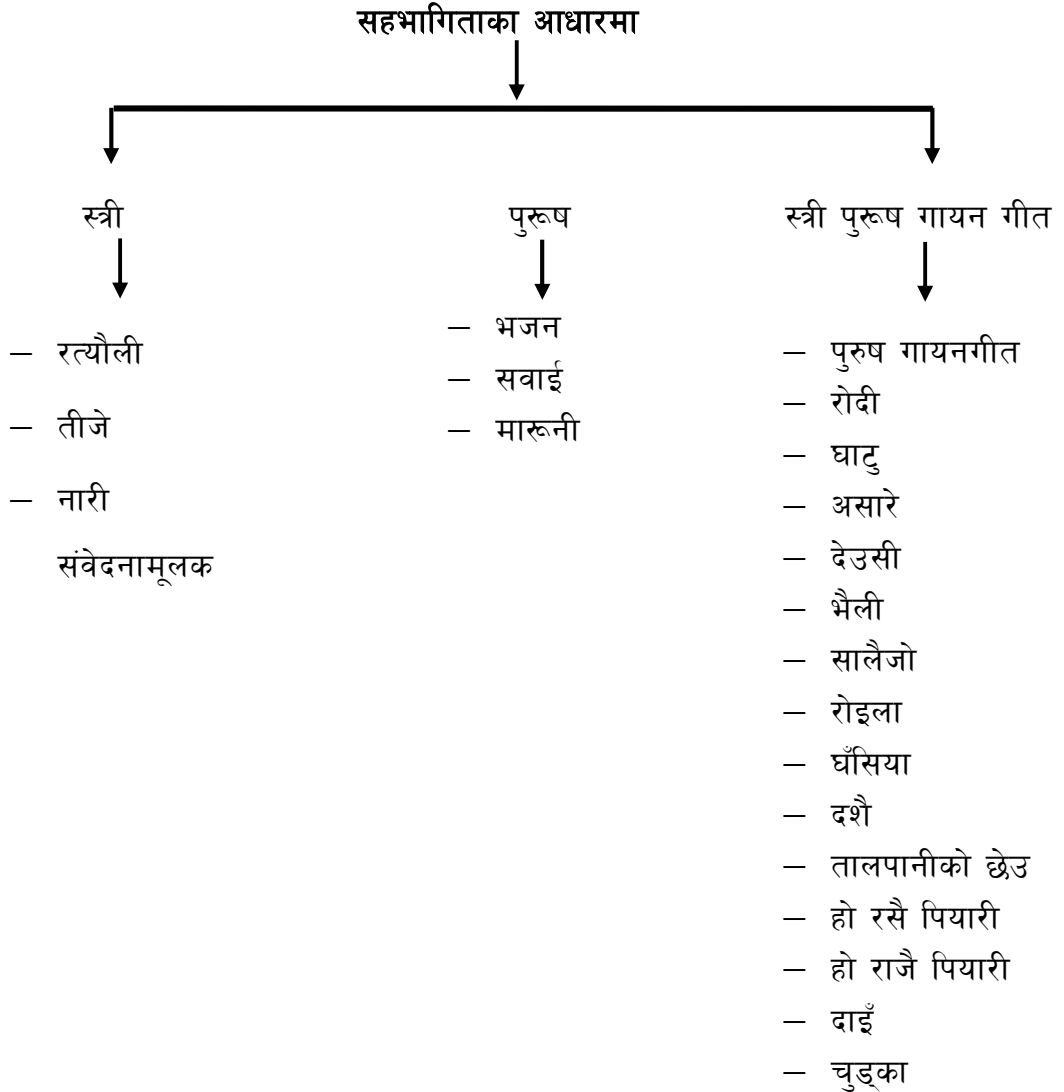 सहभागिताका आधारमा
स्त्री
पुरूष
स्त्री पुरूष गायन गीत
– रत्यौली
– तीजे
– नारी
संवेदनामूलक
– भजन
– सवाई
– मारूनी
– पुरुष गायनगीत
– रोदी
– घाटु
– असारे
– देउसी
– भैली
– सालैजो
– रोइला
– घँसिया
– दशै
– तालपानीको छेउ
– हो रसै पियारी
– हो राजै पियारी
– दाइँ
– चुड्का